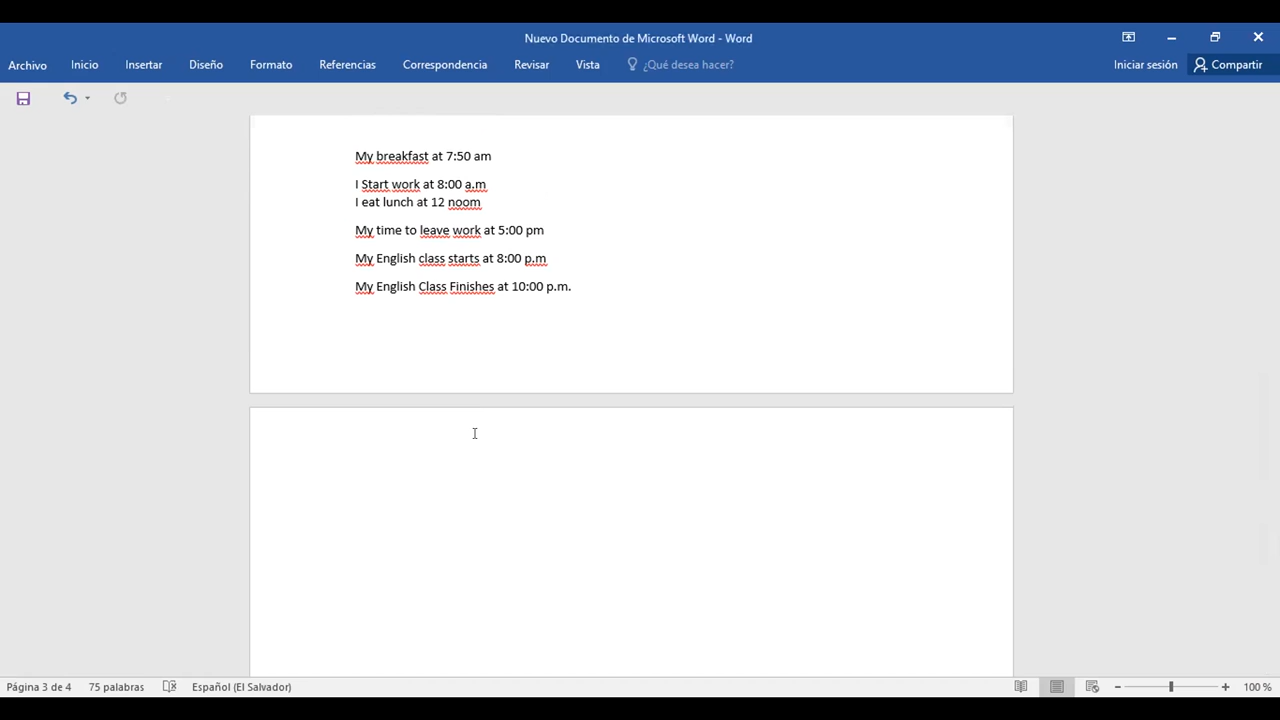 Nuevo Documento de Microsoft Word - Word
Archivo Inicio Insertar Diseño Formato Referencias Correspondencia Revisar Vista ¿Qué desea hacer? Iniciar sesión Compartir
My breakfast at 7:50 am
I Start work at 8:00 a.m
I eat lunch at 12 noom
My time to leave work at 5:00 pm
My English class starts at 8:00 p.m
My English Class Finishes at 10:00 p.m.
Página 3 de 4 75 palabras Español (El Salvador) 100 %